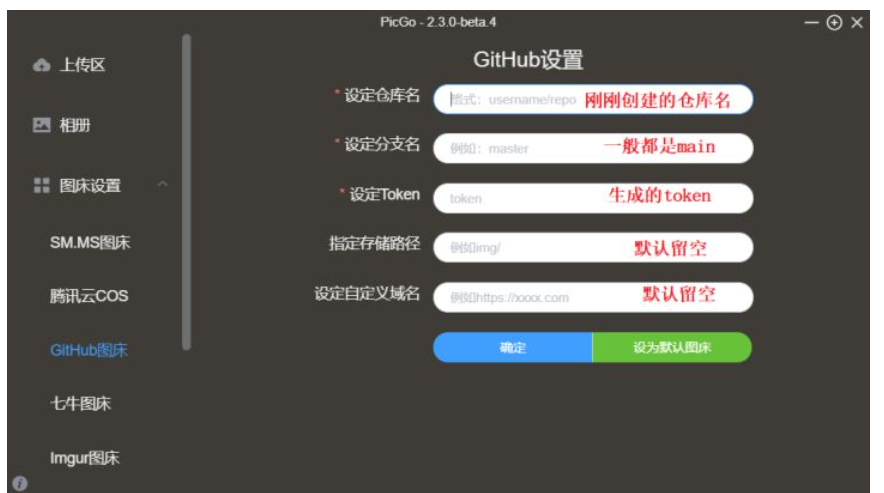 PicGo - 2.3.0-beta.4
上传区
相册
图床设置
SM.MS图床
腾讯云COS
GitHub图床
七牛图床
Imgur图床
GitHub设置
* 设定仓库名 格式：username/repo 刚刚创建的仓库名
* 设定分支名 例如：master 一般都是main
* 设定Token token 生成的token
指定存储路径 例如img/ 默认留空
设定自定义域名 例如https://xxxx.com 默认留空
确定 设为默认图床